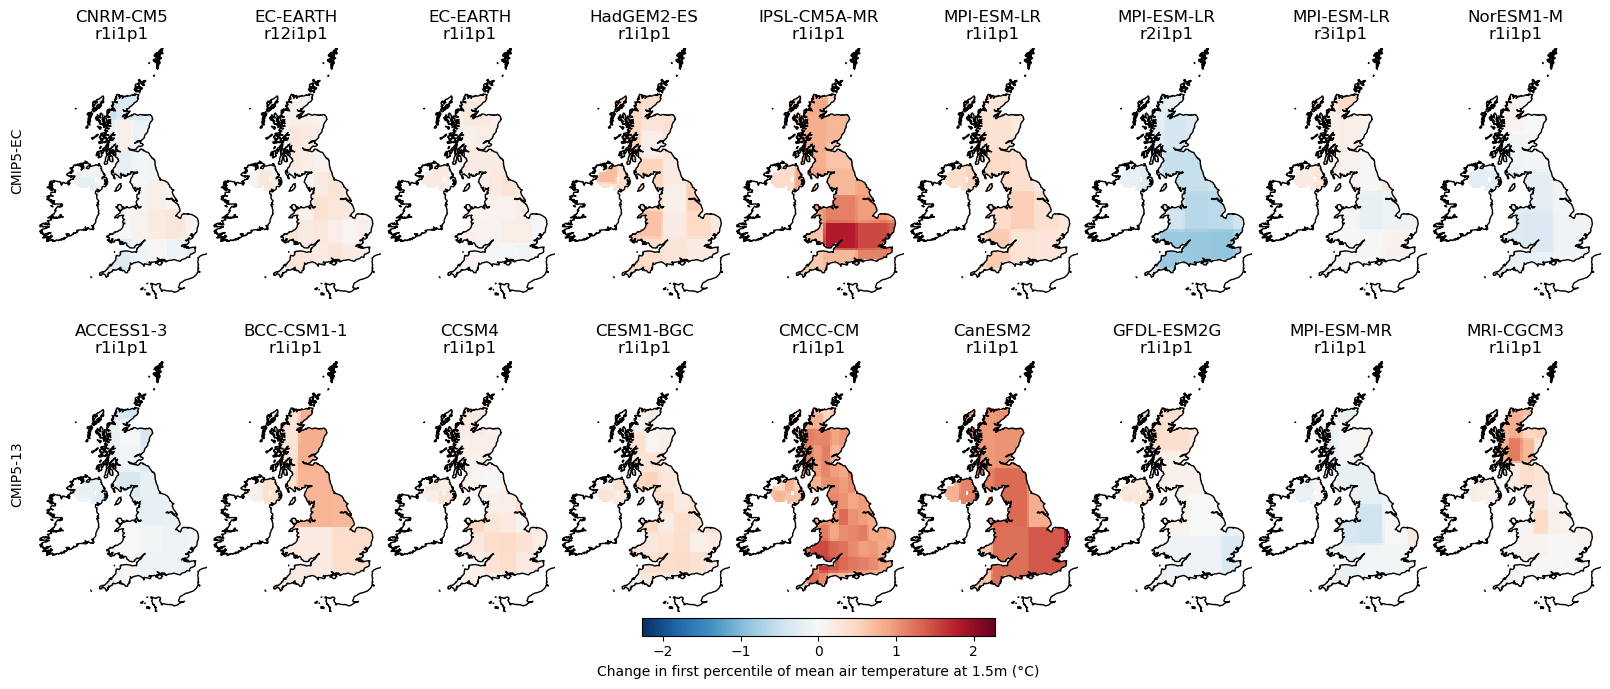 CNRM-CM5 EC-EARTH EC-EARTH HadGEM2-ES IPSL-CM5A-MR MPI-ESM-LR MPI-ESM-LR MPI-ESM-LR NorESM1-M
r1i1p1 r12i1p1 r1i1p1 r1i1p1 r1i1p1 r1i1p1 r2i1p1 r3i1p1 r1i1p1
CMIP5-EC
ACCESS1-3 BCC-CSM1-1 CCSM4 CESM1-BGC CMCC-CM CanESM2 GFDL-ESM2G MPI-ESM-MR MRI-CGCM3
r1i1p1 r1i1p1 r1i1p1 r1i1p1 r1i1p1 r1i1p1 r1i1p1 r1i1p1 r1i1p1
CMIP5-13
−2 −1 0 1 2
Change in first percentile of mean air temperature at 1.5m (°C)